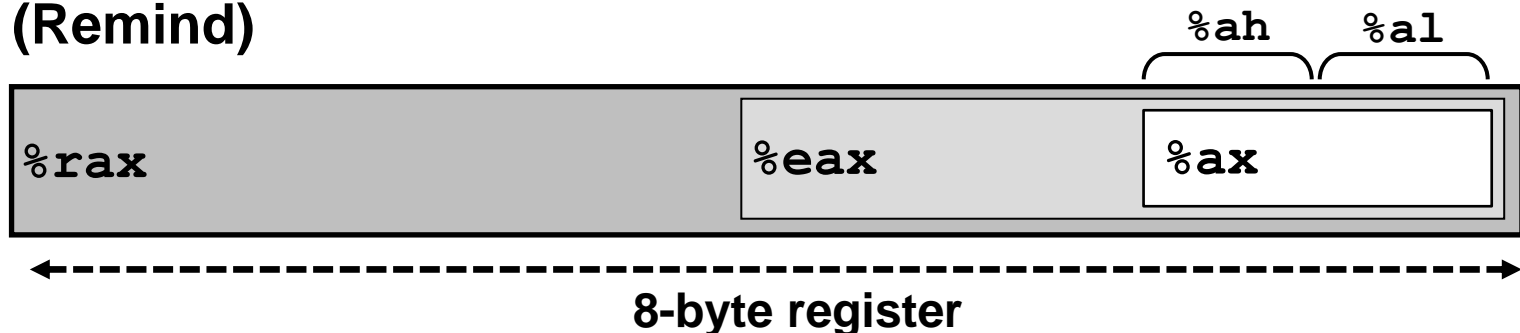 (Remind)
%ah %al
%rax %eax %ax
8-byte register